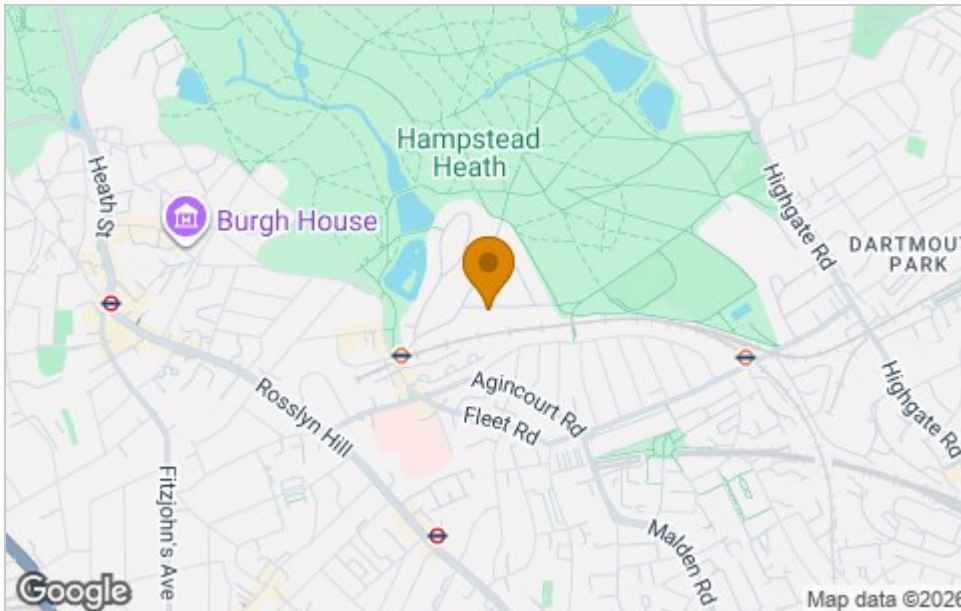 Hampstead
Heath
Heath St
Burgh House
Highgate Rd
DARTMOU
PARK
Agincourt Rd
Fleet Rd
Rosslyn Hill
Highgate Rd
Fitzjohn's Ave
Malden Rd
Google
Map data ©2026